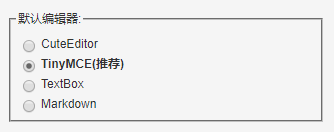 默认编辑器:
CuteEditor
TinyMCE(推荐)
TextBox
Markdown